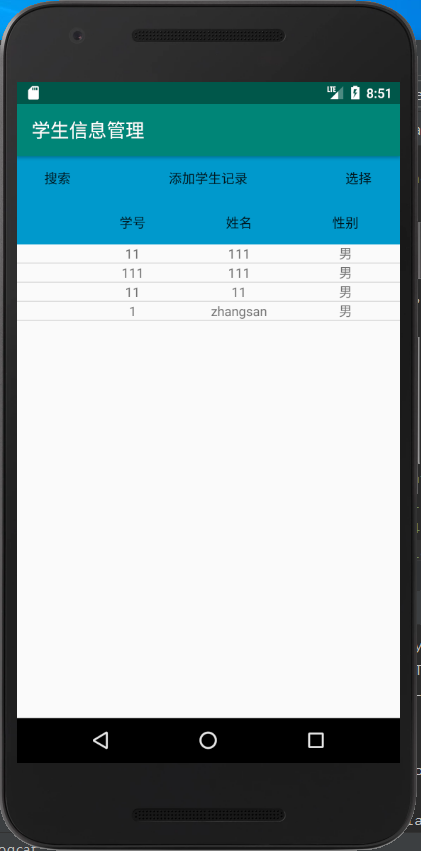 LTE 8:51
学生信息管理
搜索 添加学生记录 选择
学号 姓名 性别
11 111 男
111 111 男
11 11 男
1 zhangsan 男